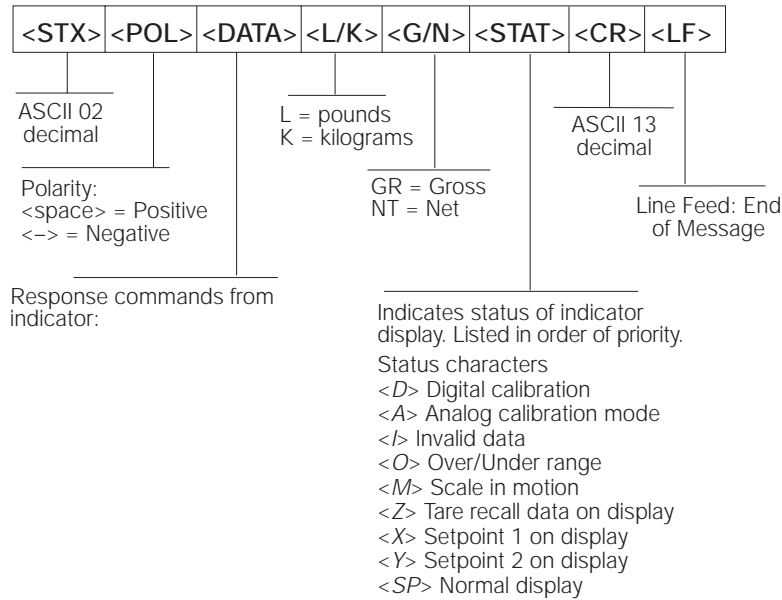 <STX> <POL> <DATA> <L/K> <G/N> <STAT> <CR> <LF>
ASCII 02
decimal
Polarity:
<space> = Positive
<–> = Negative
Response commands from
indicator:
L = pounds
K = kilograms
GR = Gross
NT = Net
Indicates status of indicator
display. Listed in order of priority.
Status characters
<D> Digital calibration
<A> Analog calibration mode
<I> Invalid data
<O> Over/Under range
<M> Scale in motion
<Z> Tare recall data on display
<X> Setpoint 1 on display
<Y> Setpoint 2 on display
<SP> Normal display
ASCII 13
decimal
Line Feed: End
of Message